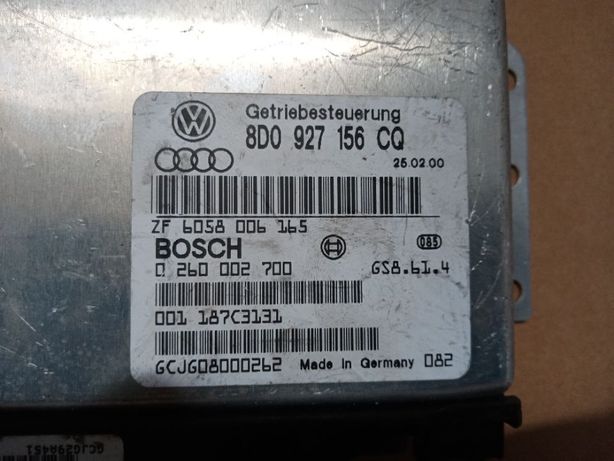 Getriebesteuerung
8D0 927 156 CQ
25.02.00
ZF 6058 006 165
BOSCH
085
0 260 002 700 GS8.61.4
001 187C3131
GCJG08000262 Made In Germany 082
GCJG29A451